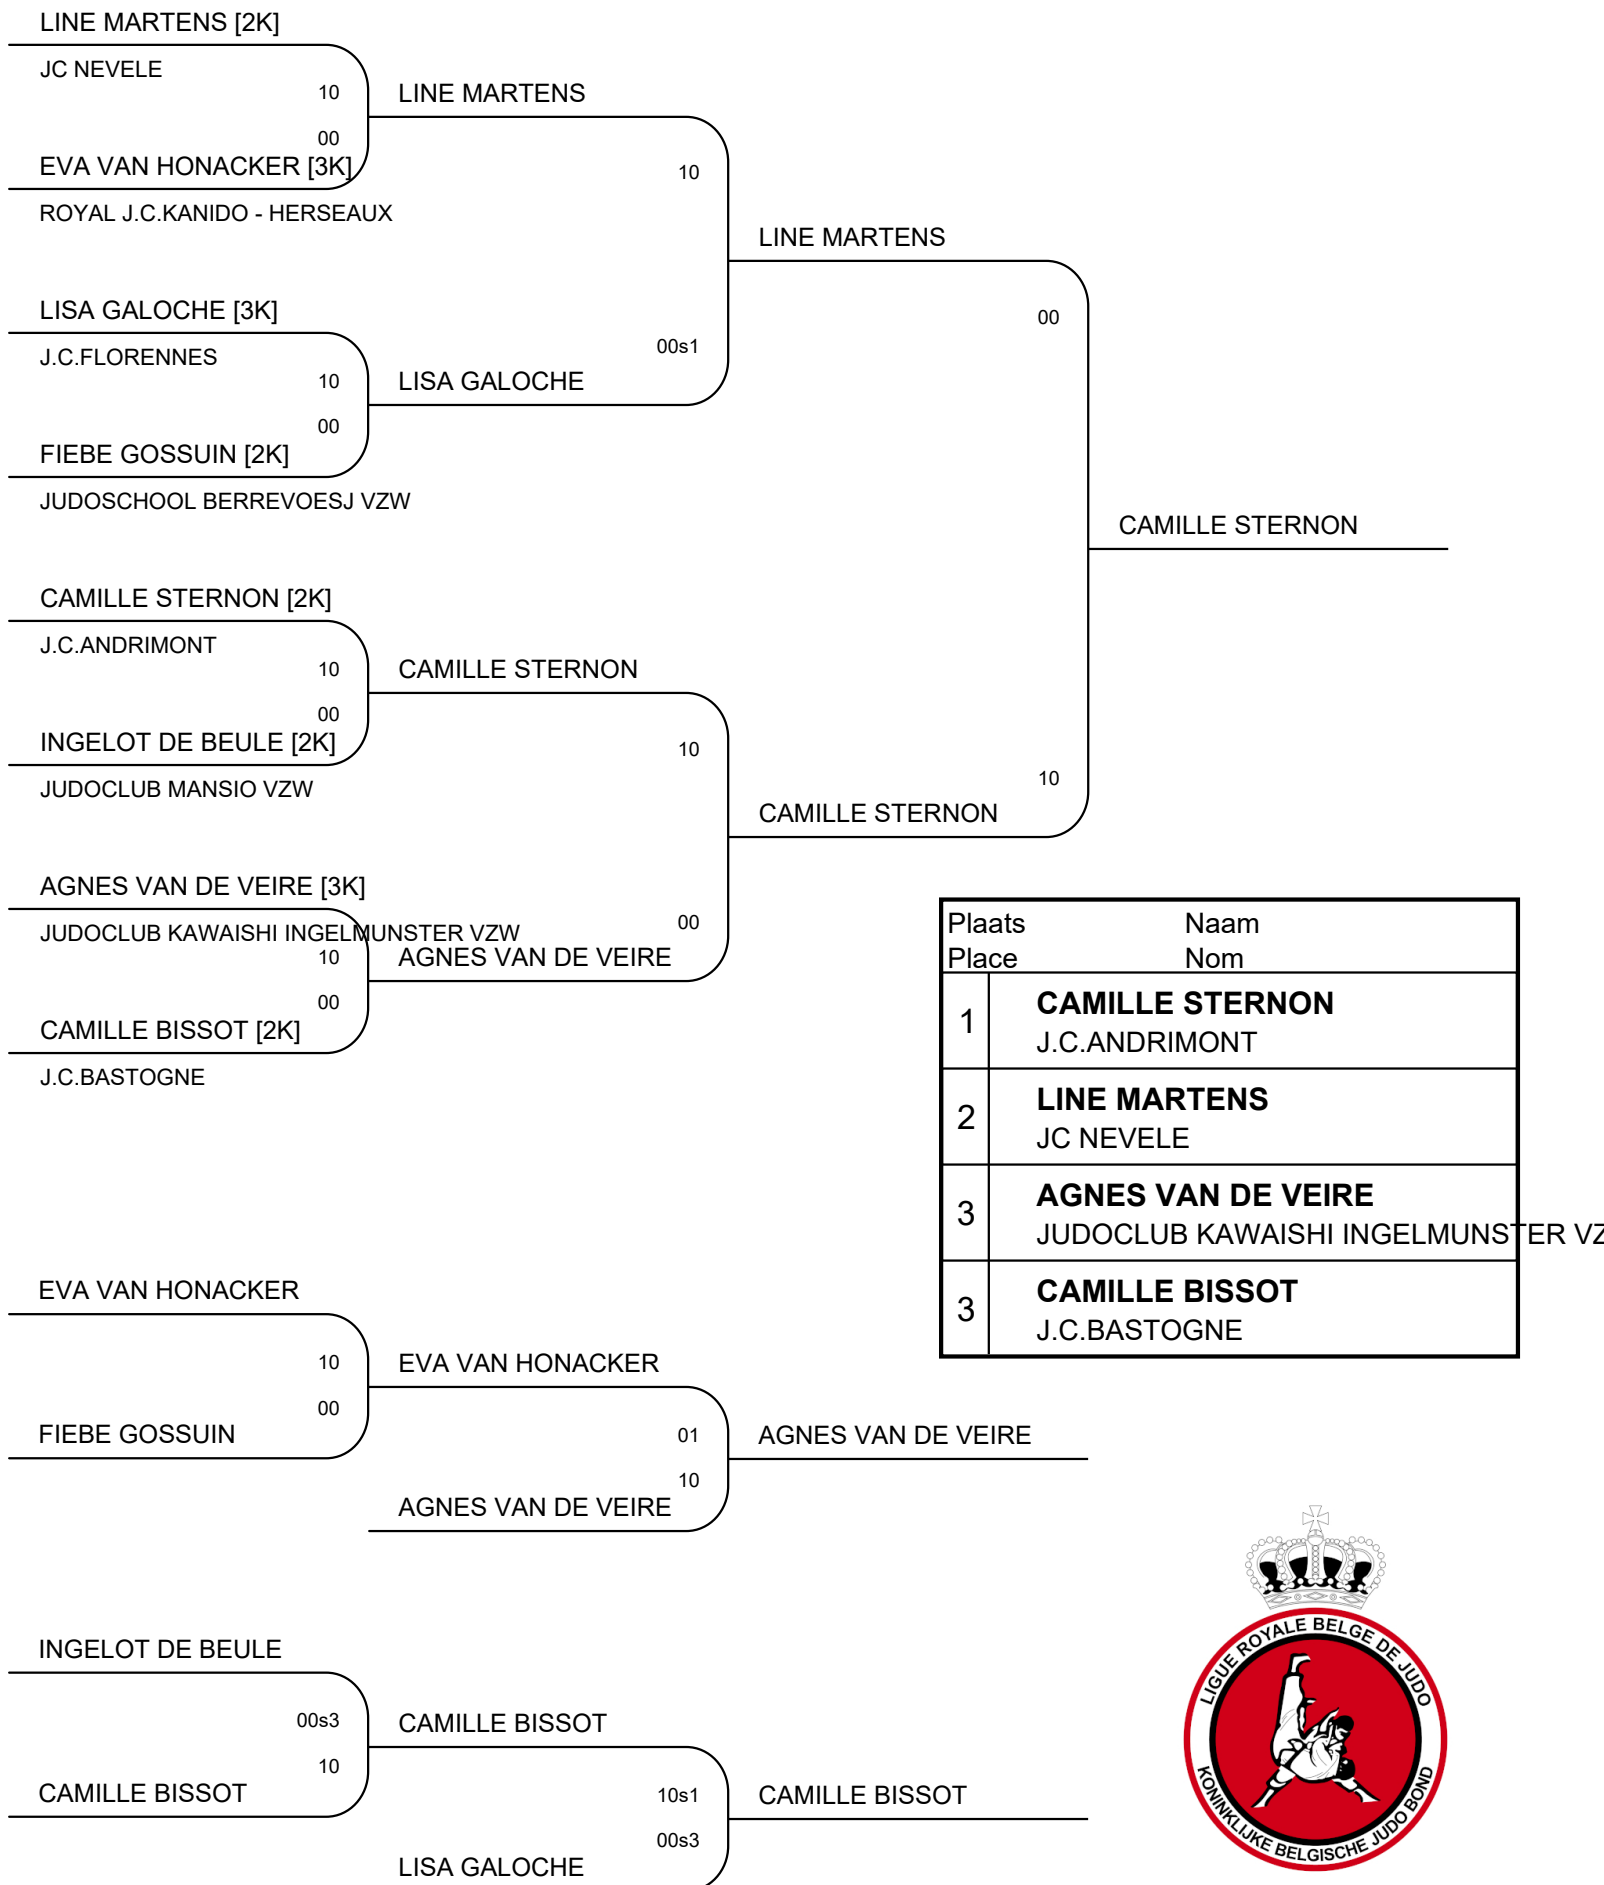 LINE MARTENS [2K]
JC NEVELE
10
LINE MARTENS
00
EVA VAN HONACKER [3K]
10
ROYAL J.C.KANIDO - HERSEAUX
LINE MARTENS
LISA GALOCHE [3K]
00
J.C.FLORENNES
00s1
10
LISA GALOCHE
00
FIEBE GOSSUIN [2K]
JUDOSCHOOL BERREVOESJ VZW
CAMILLE STERNON
CAMILLE STERNON [2K]
J.C.ANDRIMONT
10
CAMILLE STERNON
00
INGELOT DE BEULE [2K]
10
JUDOCLUB MANSIO VZW
10
CAMILLE STERNON
AGNES VAN DE VEIRE [3K]
JUDOCLUB KAWAISHI INGELMUNSTER VZW
00
10
AGNES VAN DE VEIRE
00
CAMILLE BISSOT [2K]
J.C.BASTOGNE
Plaats Naam
Place Nom
1 CAMILLE STERNON
J.C.ANDRIMONT
2 LINE MARTENS
JC NEVELE
3 AGNES VAN DE VEIRE
JUDOCLUB KAWAISHI INGELMUNSTER VZ
3 CAMILLE BISSOT
J.C.BASTOGNE
EVA VAN HONACKER
10
EVA VAN HONACKER
00
FIEBE GOSSUIN
01
AGNES VAN DE VEIRE
10
AGNES VAN DE VEIRE
INGELOT DE BEULE
00s3
CAMILLE BISSOT
10
CAMILLE BISSOT
10s1
CAMILLE BISSOT
00s3
LISA GALOCHE
LIGUE ROYALE BELGE DE JUDO
KONINKLIJKE BELGISCHE JUDO BOND